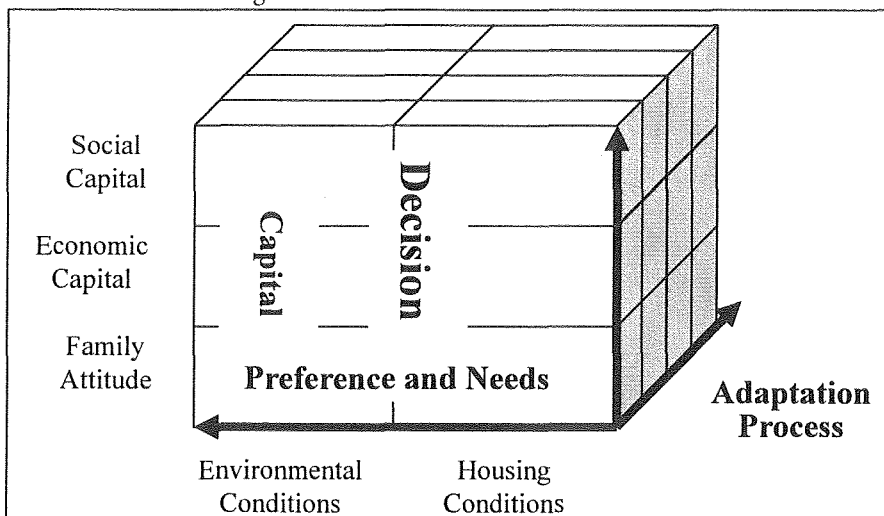 Social
Capital
Economic
Capital
Family
Attitude
Capital
Decision
Preference and Needs
Adaptation
Process
Environmental
Conditions
Housing
Conditions